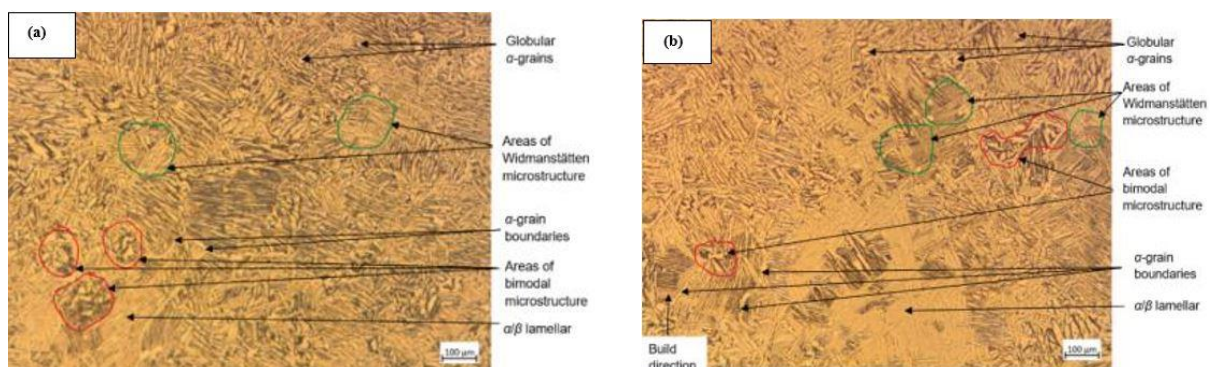 (a)
Globular
α-grains
Areas of
Widmanstätten
microstructure
α-grain
boundaries
Areas of
bimodal
microstructure
α/β lamellar
100 µm
(b)
Globular
α-grains
Areas of
Widmanstätten
microstructure
Areas of
bimodal
microstructure
α-grain
boundaries
α/β lamellar
Build
direction
100 µm